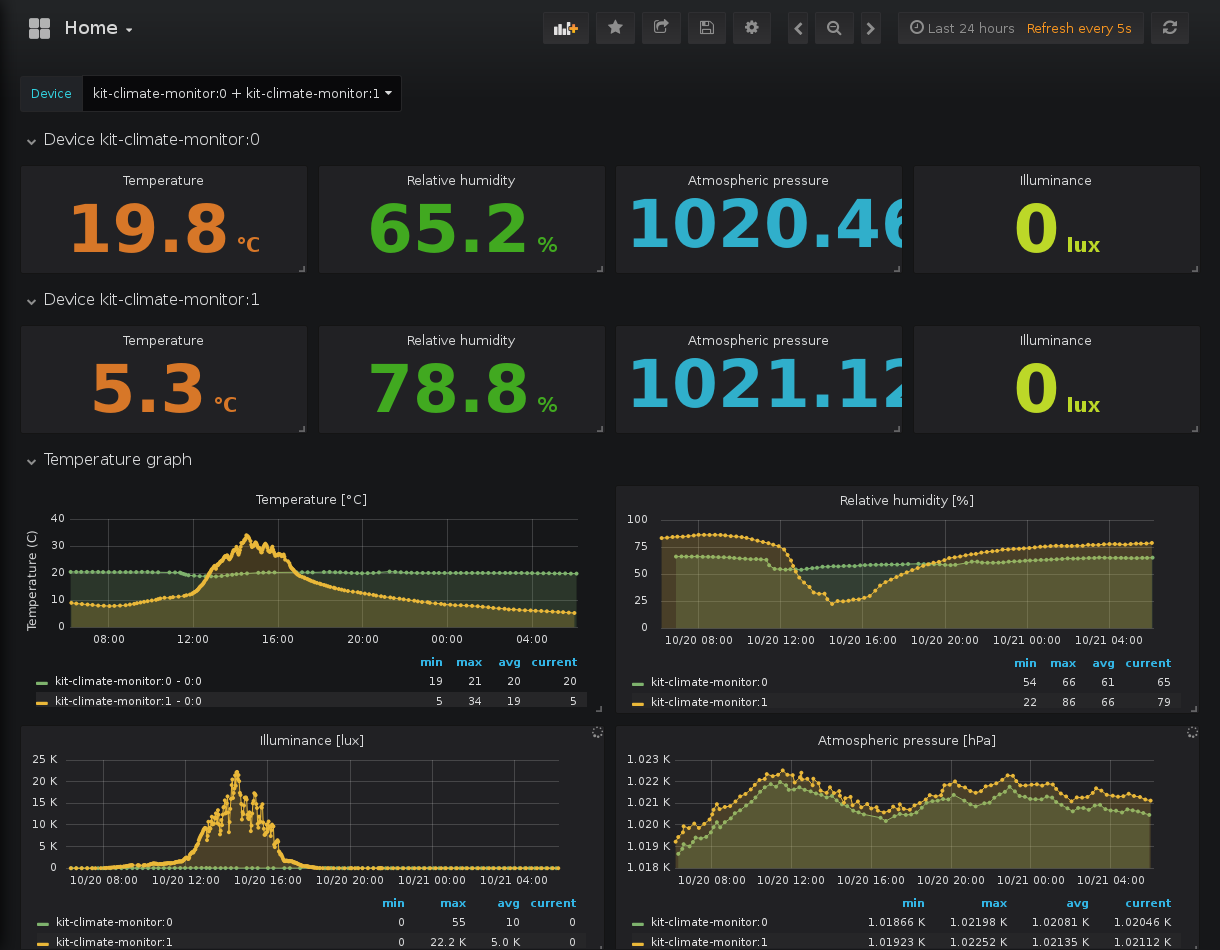 Home
Last 24 hours Refresh every 5s
Device kit-climate-monitor:0 + kit-climate-monitor:1
Device kit-climate-monitor:0
Temperature Relative humidity Atmospheric pressure Illuminance
19.8 °C 65.2 % 1020.46 0 lux
Device kit-climate-monitor:1
Temperature Relative humidity Atmospheric pressure Illuminance
5.3 °C 78.8 % 1021.12 0 lux
Temperature graph
Temperature [°C]
Temperature (C)
40
30
20
10
0
08:00 12:00 16:00 20:00 00:00 04:00
min max avg current
kit-climate-monitor:0 - 0:0 19 21 20 20
kit-climate-monitor:1 - 0:0 5 34 19 5
Relative humidity [%]
100
75
50
25
0
10/20 08:00 10/20 12:00 10/20 16:00 10/20 20:00 10/21 00:00 10/21 04:00
min max avg current
kit-climate-monitor:0 54 66 61 65
kit-climate-monitor:1 22 86 66 79
Illuminance [lux]
25 K
20 K
15 K
10 K
5 K
0
10/20 08:00 10/20 12:00 10/20 16:00 10/20 20:00 10/21 00:00 10/21 04:00
min max avg current
kit-climate-monitor:0 0 55 10 0
kit-climate-monitor:1 0 22.2 K 5.0 K 0
Atmospheric pressure [hPa]
1.023 K
1.022 K
1.021 K
1.020 K
1.019 K
1.018 K
10/20 08:00 10/20 12:00 10/20 16:00 10/20 20:00 10/21 00:00 10/21 04:00
min max avg current
kit-climate-monitor:0 1.01866 K 1.02198 K 1.02081 K 1.02046 K
kit-climate-monitor:1 1.01923 K 1.02252 K 1.02135 K 1.02112 K